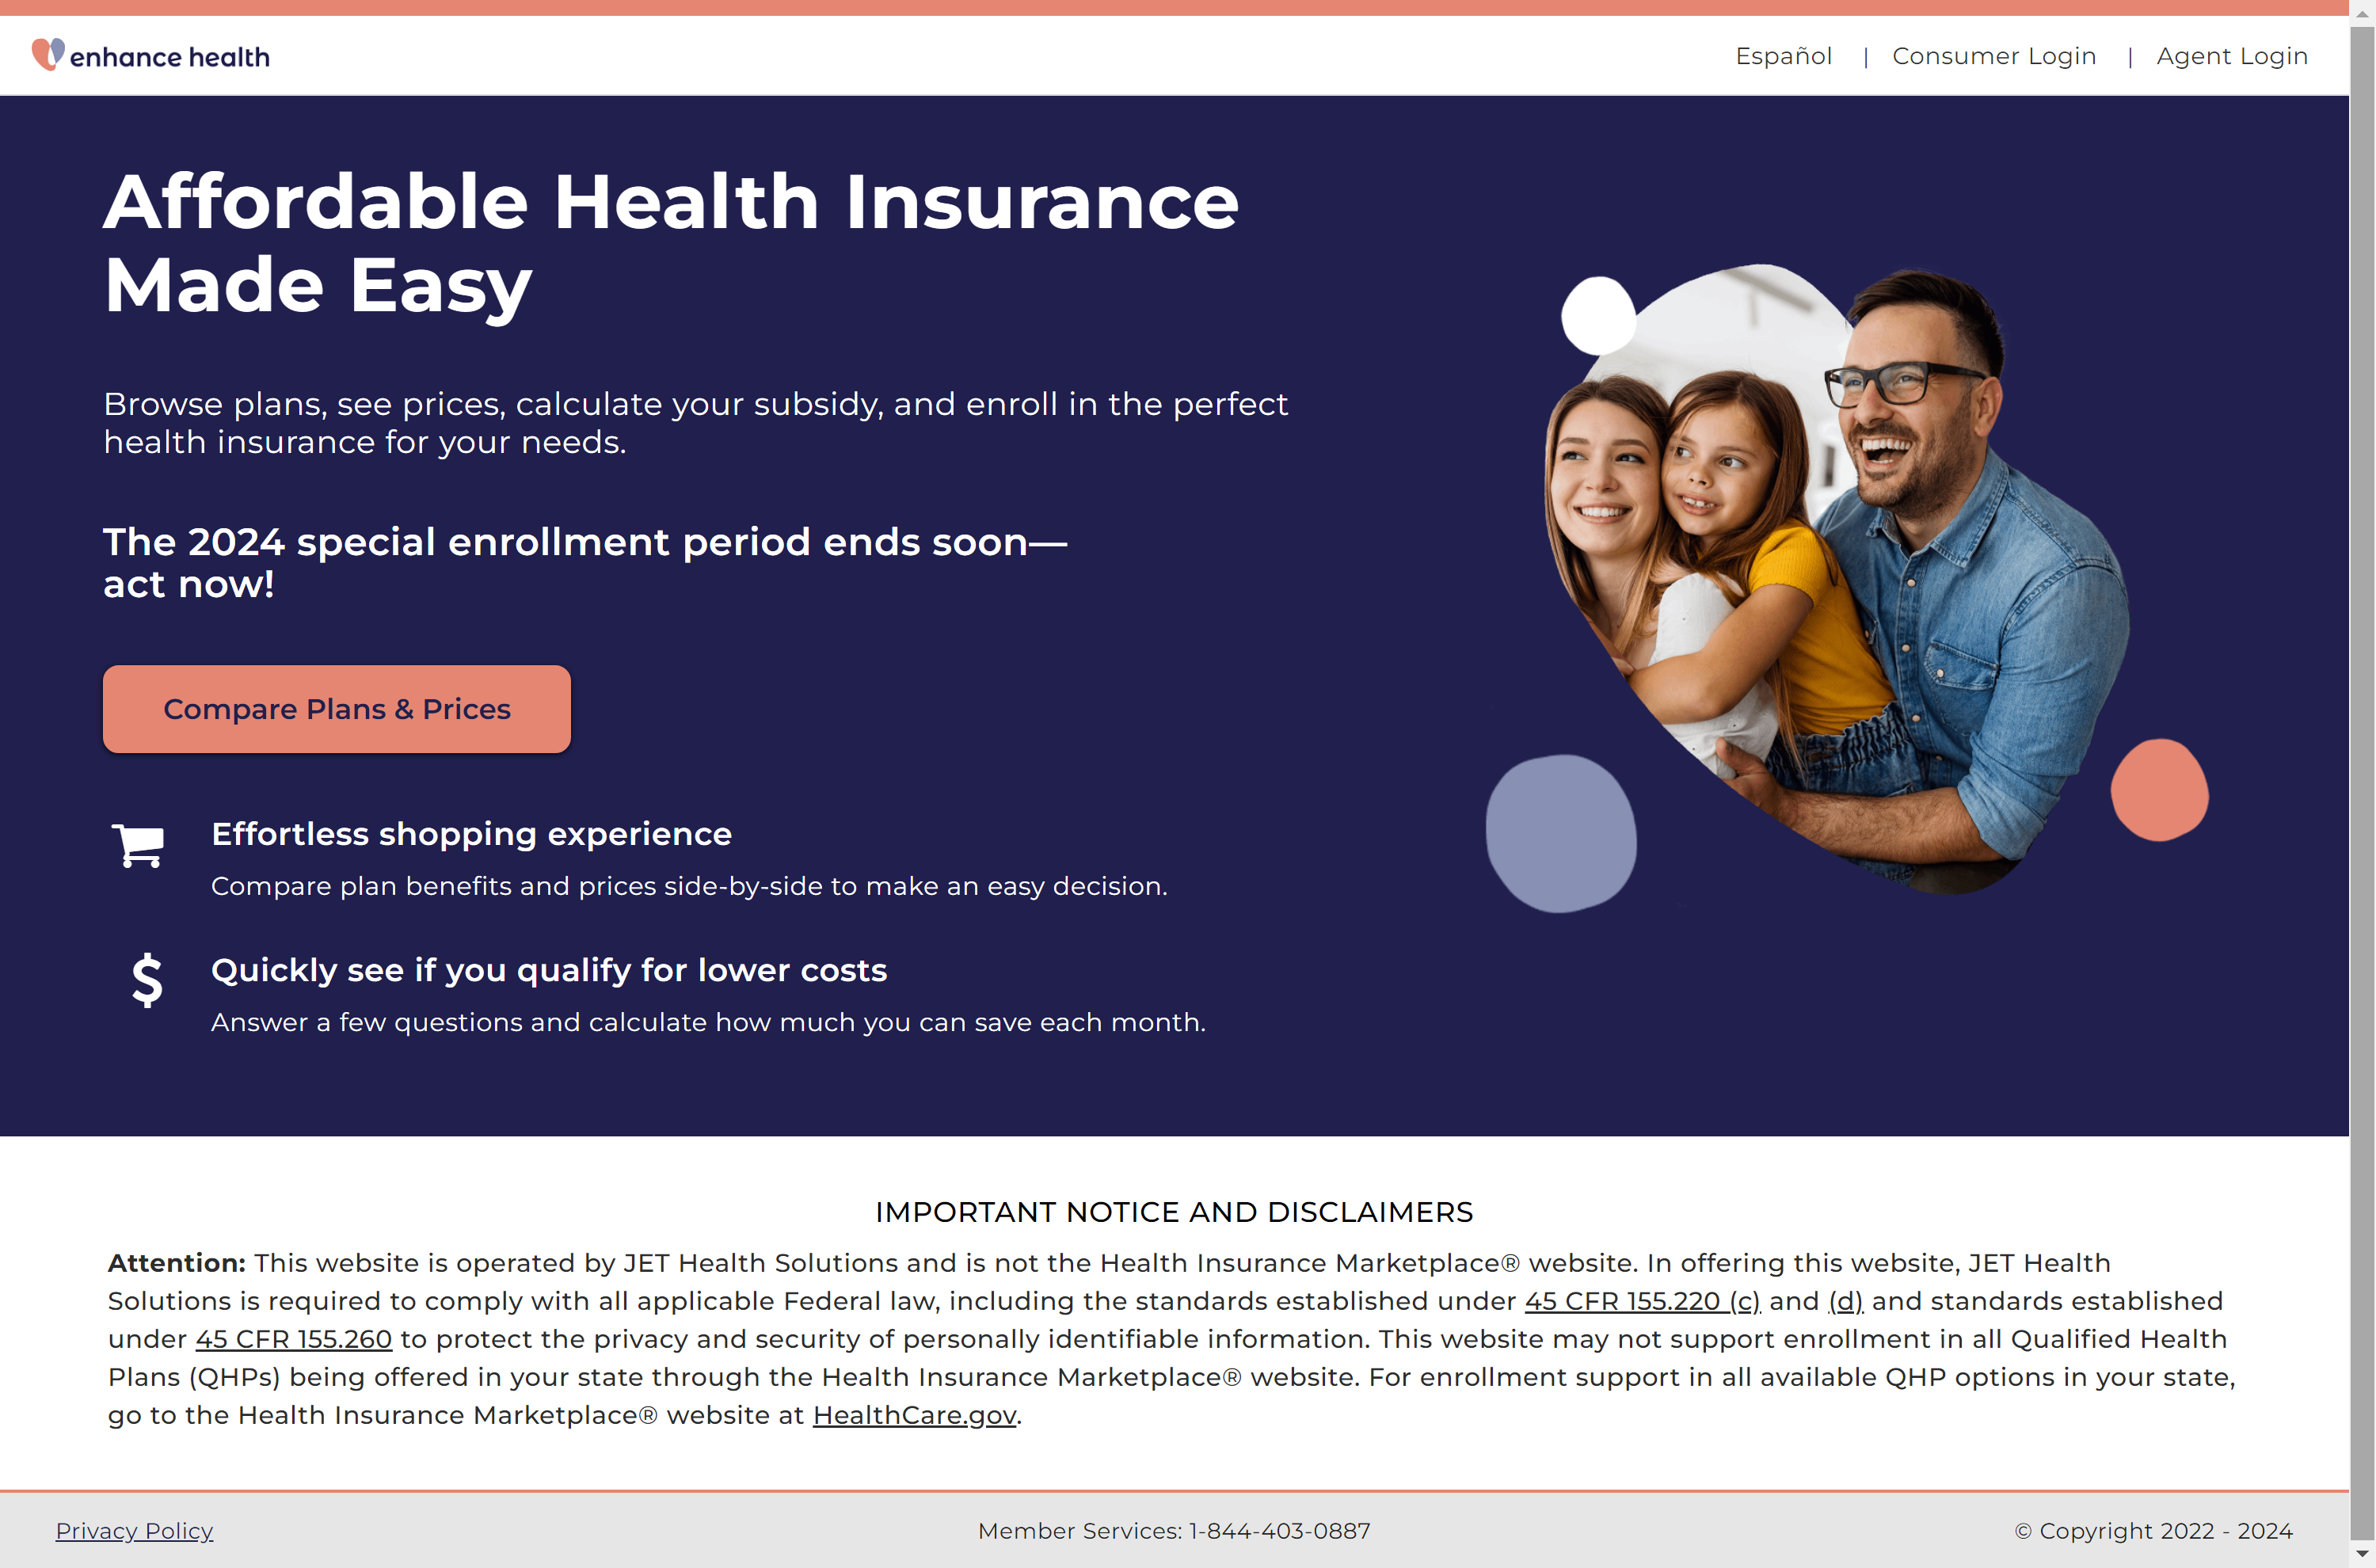 enhance health
Español | Consumer Login | Agent Login
Affordable Health Insurance
Made Easy
Browse plans, see prices, calculate your subsidy, and enroll in the perfect
health insurance for your needs.
The 2024 special enrollment period ends soon—
act now!
Compare Plans & Prices
Effortless shopping experience
Compare plan benefits and prices side-by-side to make an easy decision.
$
Quickly see if you qualify for lower costs
Answer a few questions and calculate how much you can save each month.
IMPORTANT NOTICE AND DISCLAIMERS
Attention: This website is operated by JET Health Solutions and is not the Health Insurance Marketplace® website. In offering this website, JET Health
Solutions is required to comply with all applicable Federal law, including the standards established under 45 CFR 155.220 (c) and (d) and standards established
under 45 CFR 155.260 to protect the privacy and security of personally identifiable information. This website may not support enrollment in all Qualified Health
Plans (QHPs) being offered in your state through the Health Insurance Marketplace® website. For enrollment support in all available QHP options in your state,
go to the Health Insurance Marketplace® website at HealthCare.gov.
Privacy Policy
Member Services: 1-844-403-0887
© Copyright 2022 - 2024